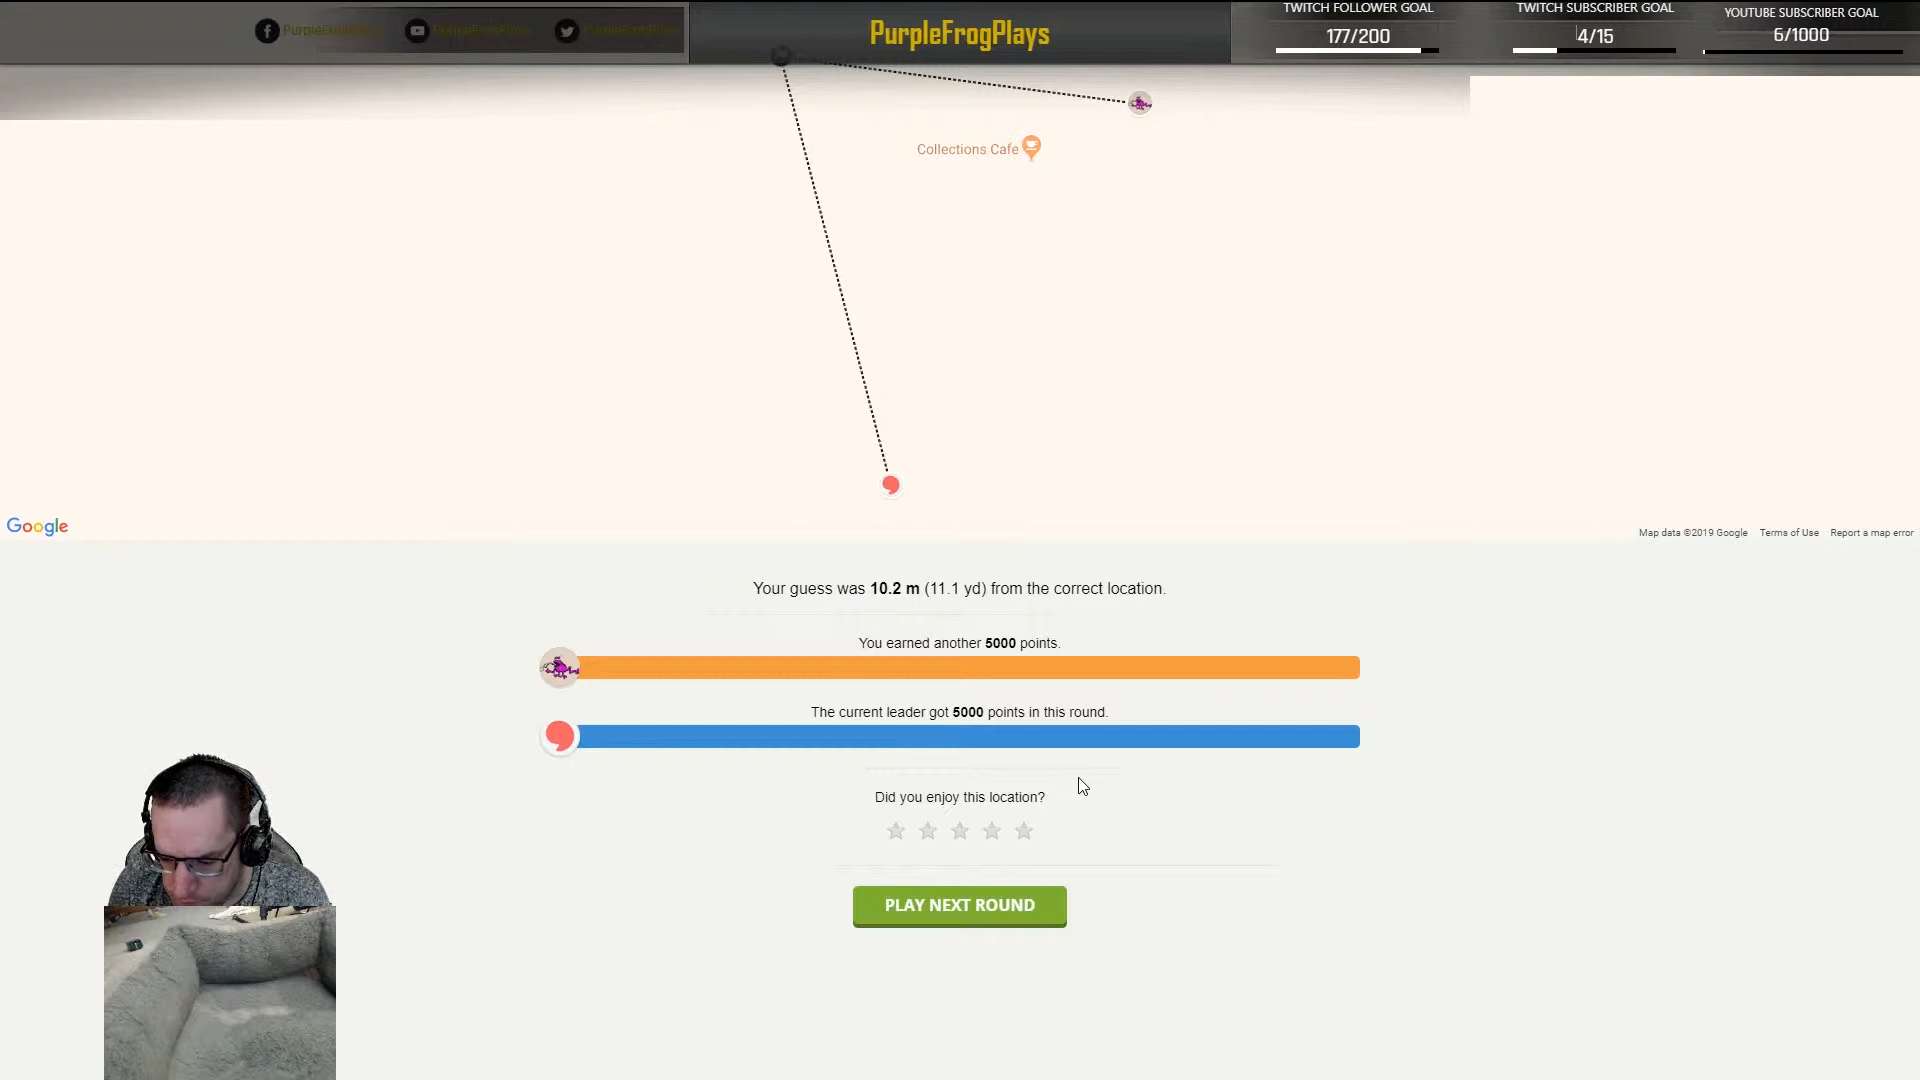 PurpleFrogPlays
TWITCH FOLLOWER GOAL
177/200
TWITCH SUBSCRIBER GOAL
4/15
YOUTUBE SUBSCRIBER GOAL
6/1000
Collections Cafe
Google
Map data ©2019 Google Terms of Use Report a map error
Your guess was 10.2 m (11.1 yd) from the correct location.
You earned another 5000 points.
The current leader got 5000 points in this round.
Did you enjoy this location?
PLAY NEXT ROUND